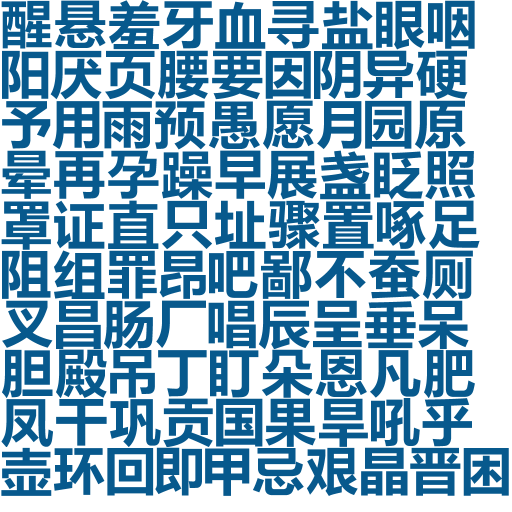 醒悬羞牙血寻盐眼咽
阳厌页腰要因阴异硬
予用雨预愚愿月园原
晕再孕躁早展盏眨照
罩证直只址骤置啄足
阻组罪昂吧鄙不蚕厕
叉昌肠厂唱辰呈垂呆
胆殿吊丁盯朵恩凡肥
凤干巩贡国果旱吼乎
壶环回即甲忌艰晶晋困